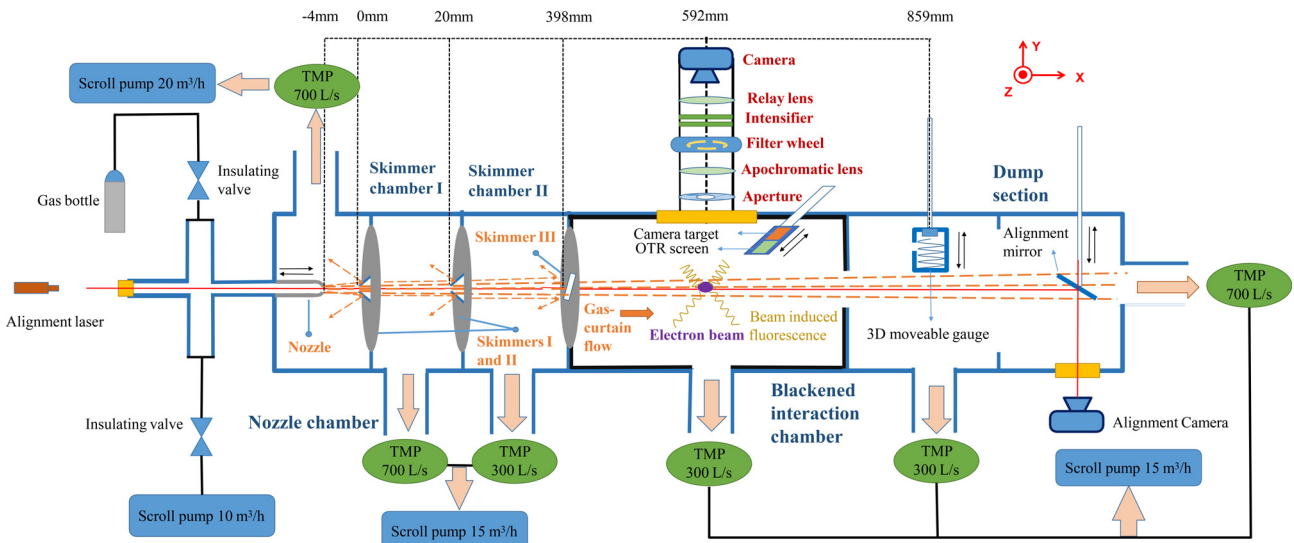 -4mm
0mm
20mm
398mm
592mm
859mm
Scroll pump 20 m³/h
TMP
700 L/s
Camera
Relay lens
Intensifier
Filter wheel
Apochromatic lens
Aperture
Y
X
Z
Gas bottle
Insulating
valve
Skimmer
chamber I
Skimmer
chamber II
Skimmer III
Camera target
OTR screen
Dump
section
Alignment
mirror
Alignment laser
Nozzle
Skimmers I
and II
Gas-
curtain
flow
Electron beam
Beam induced
fluorescence
3D moveable gauge
TMP
700 L/s
Insulating valve
Nozzle chamber
Blackened
interaction
chamber
Alignment Camera
TMP
700 L/s
TMP
300 L/s
TMP
300 L/s
TMP
300 L/s
Scroll pump 15 m³/h
Scroll pump 10 m³/h
Scroll pump 15 m³/h